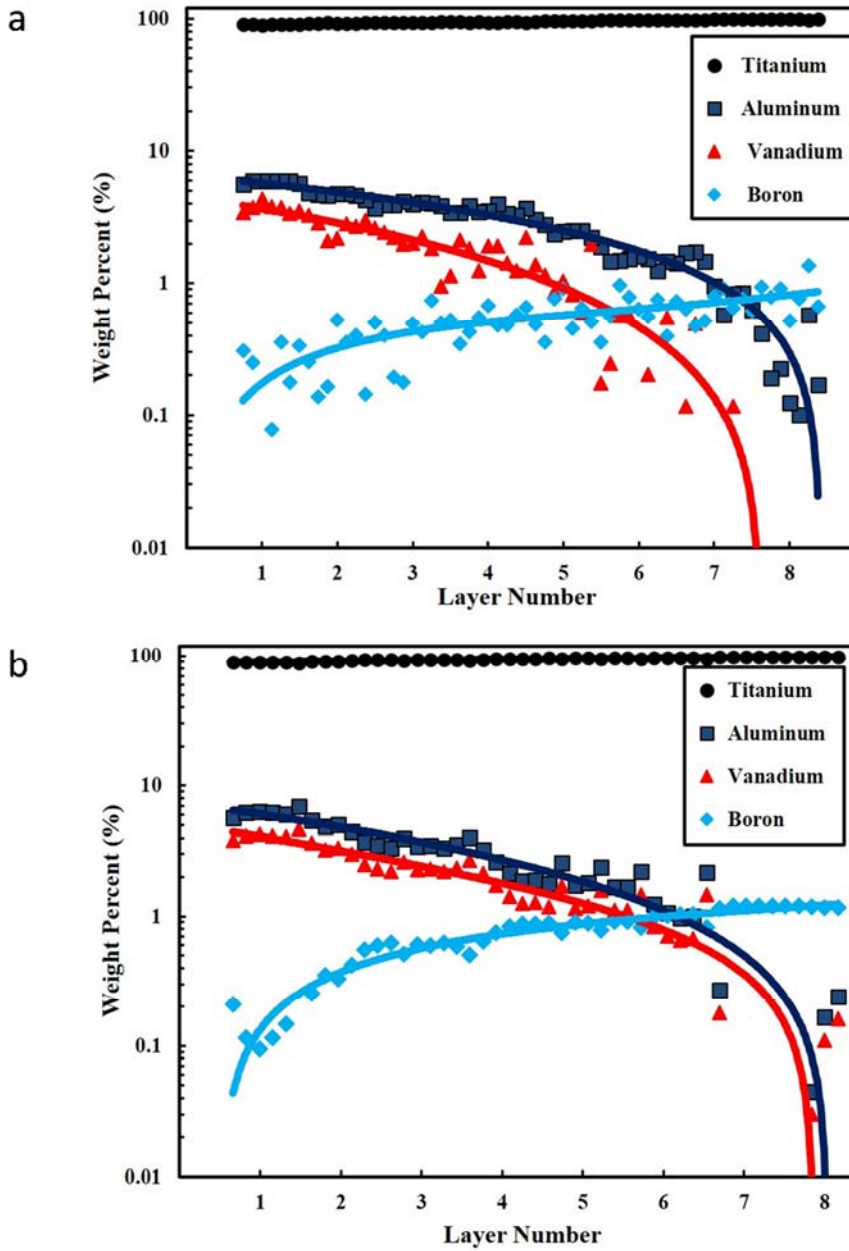 a
100
10
1
0.1
0.01
Weight Percent (%)
Titanium
Aluminum
Vanadium
Boron
1 2 3 4 5 6 7 8
Layer Number
b
100
10
1
0.1
0.01
Weight Percent (%)
Titanium
Aluminum
Vanadium
Boron
1 2 3 4 5 6 7 8
Layer Number